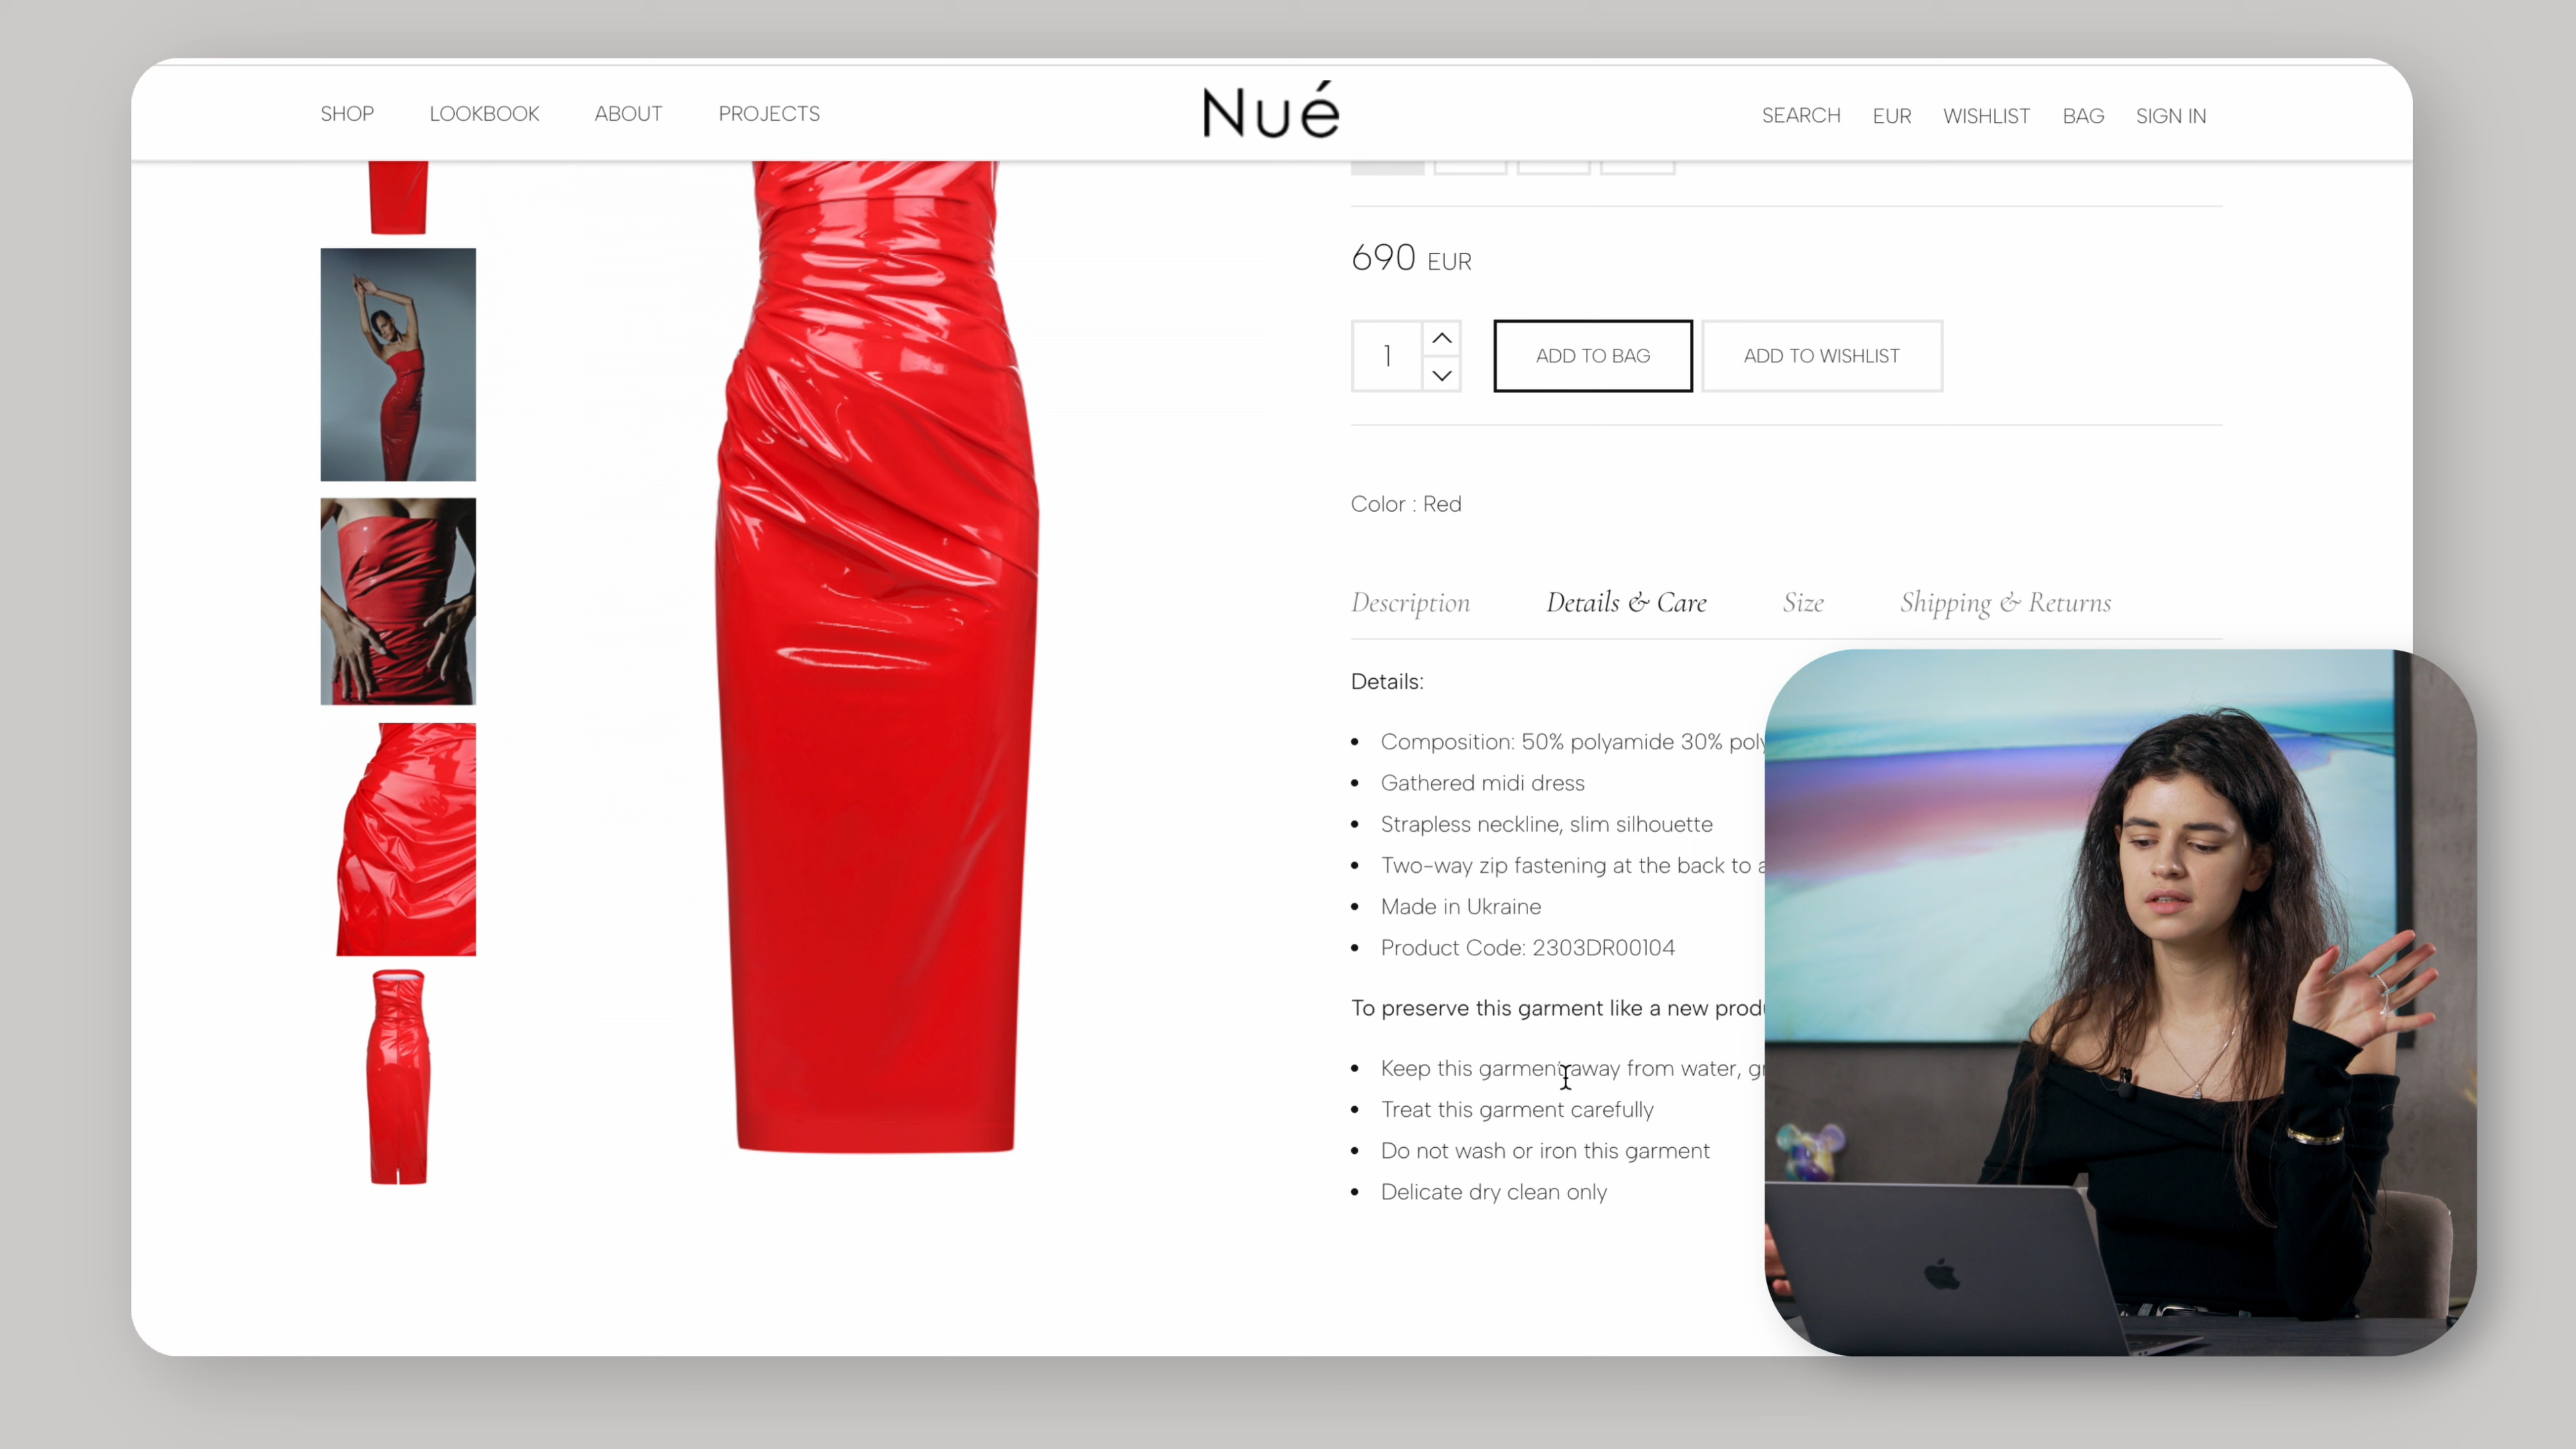 SHOP LOOKBOOK ABOUT PROJECTS
Nué
SEARCH EUR WISHLIST BAG SIGN IN
690 EUR
1
ADD TO BAG
ADD TO WISHLIST
Color : Red
Description Details & Care Size Shipping & Returns
Details:
• Composition: 50% polyamide 30%
• Gathered midi dress
• Strapless neckline, slim silhouette
• Two-way zip fastening at the back to
• Made in Ukraine
• Product Code: 2303DR00104
To preserve this garment like a new
• Keep this garment away from water,
• Treat this garment carefully
• Do not wash or iron this garment
• Delicate dry clean only